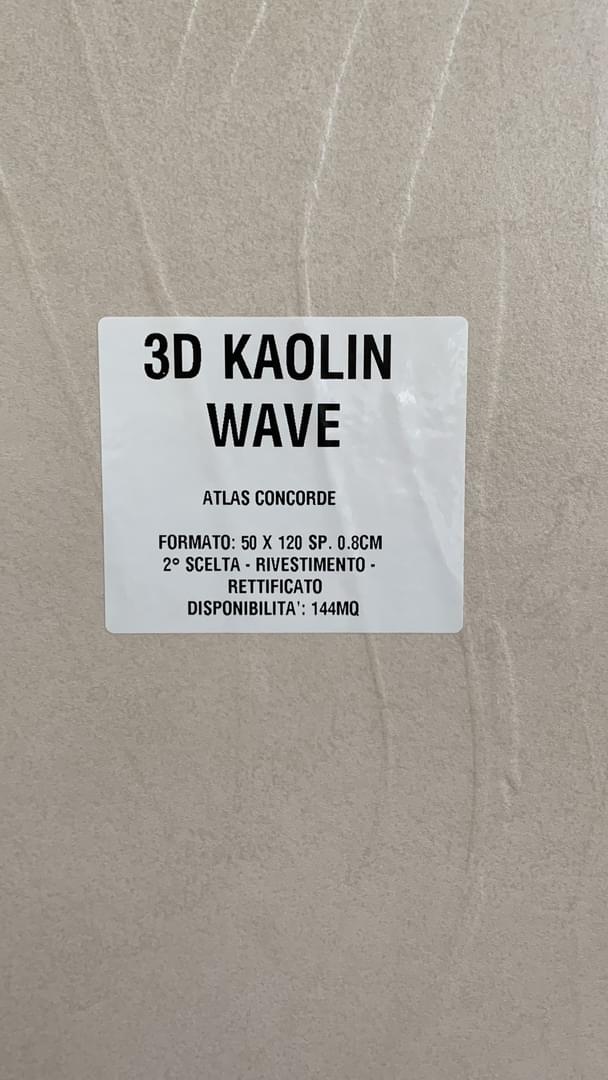 3D KAOLIN
WAVE
ATLAS CONCORDE
FORMATO: 50 X 120 SP. 0.8CM
2° SCELTA - RIVESTIMENTO -
RETTIFICATO
DISPONIBILITA': 144MQ